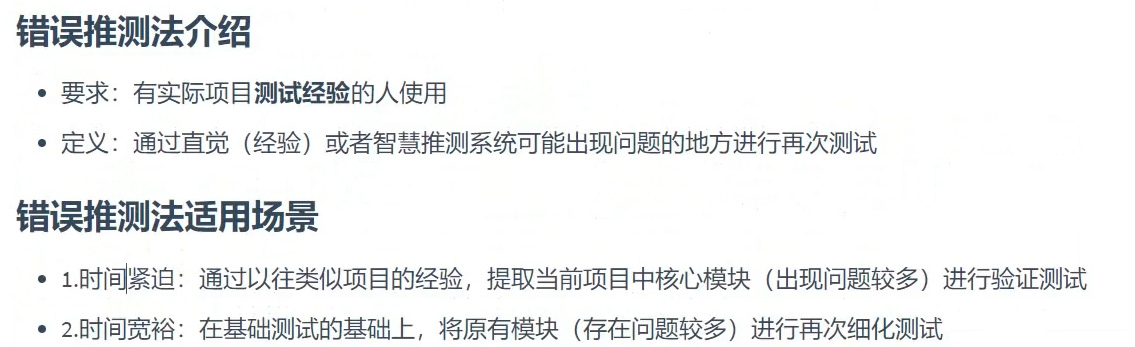 错误推测法介绍
• 要求：有实际项目测试经验的人使用
• 定义：通过直觉（经验）或者智慧推测系统可能出现问题的地方进行再次测试
错误推测法适用场景
• 1.时间紧迫：通过以往类似项目的经验，提取当前项目中核心模块（出现问题较多）进行验证测试
• 2.时间宽裕：在基础测试的基础上，将原有模块（存在问题较多）进行再次细化测试